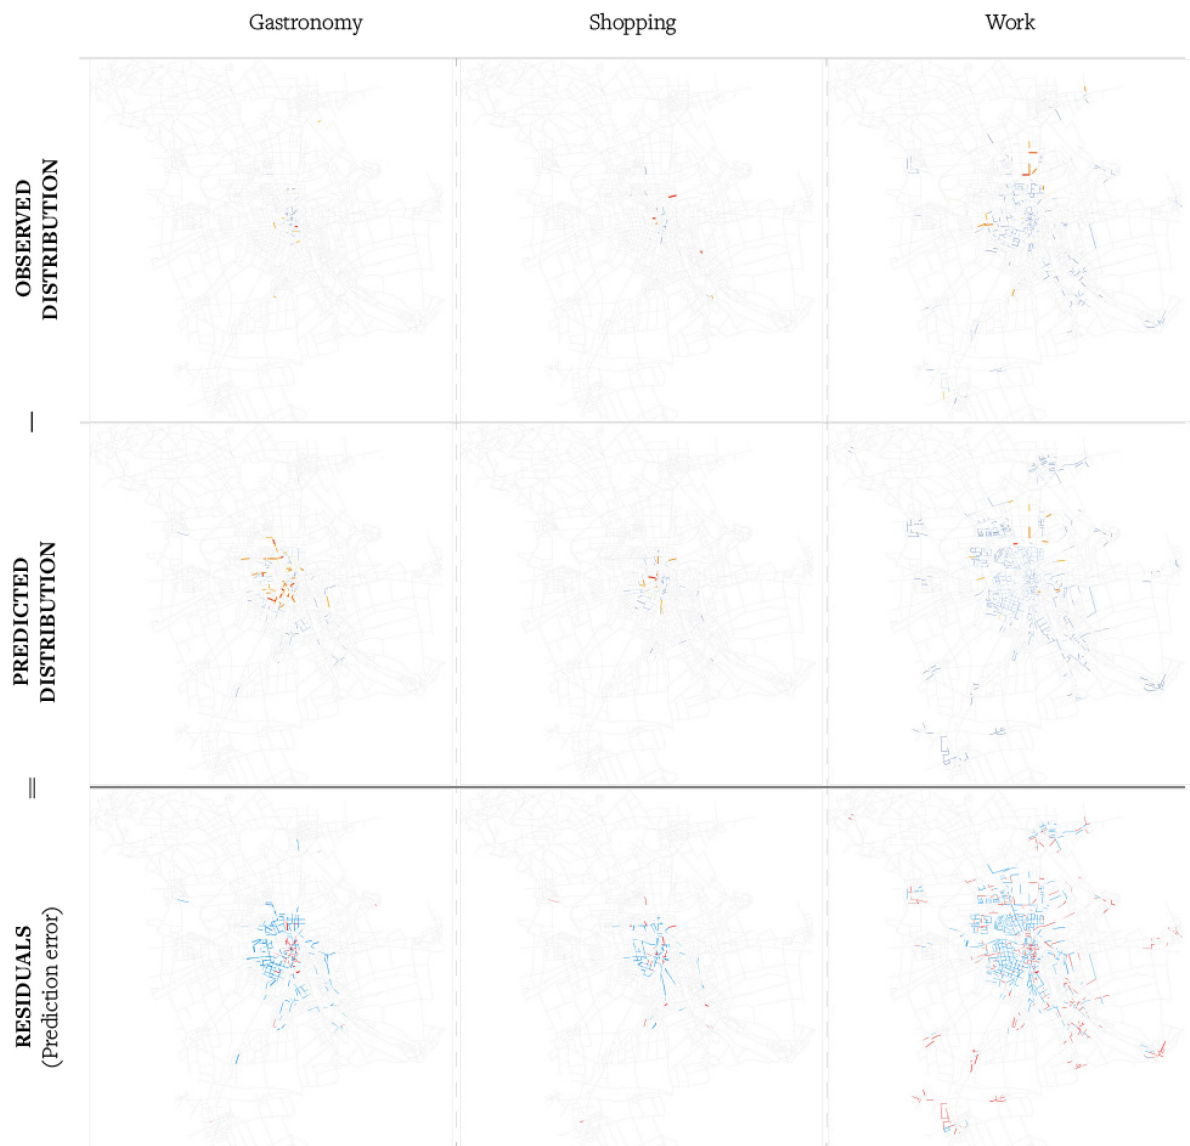 Gastronomy
Shopping
Work
OBSERVED
DISTRIBUTION
—
PREDICTED
DISTRIBUTION
=
RESIDUALS
(Prediction error)